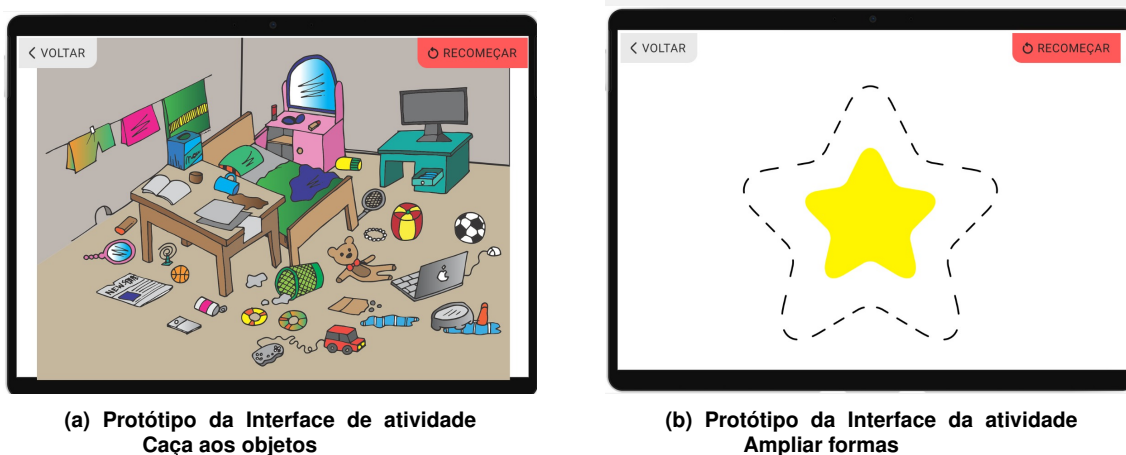 VOLTAR
RECOMEÇAR
NEWS
(a) Protótipo da Interface de atividade
Caça aos objetos
VOLTAR
RECOMEÇAR
(b) Protótipo da Interface da atividade
Ampliar formas